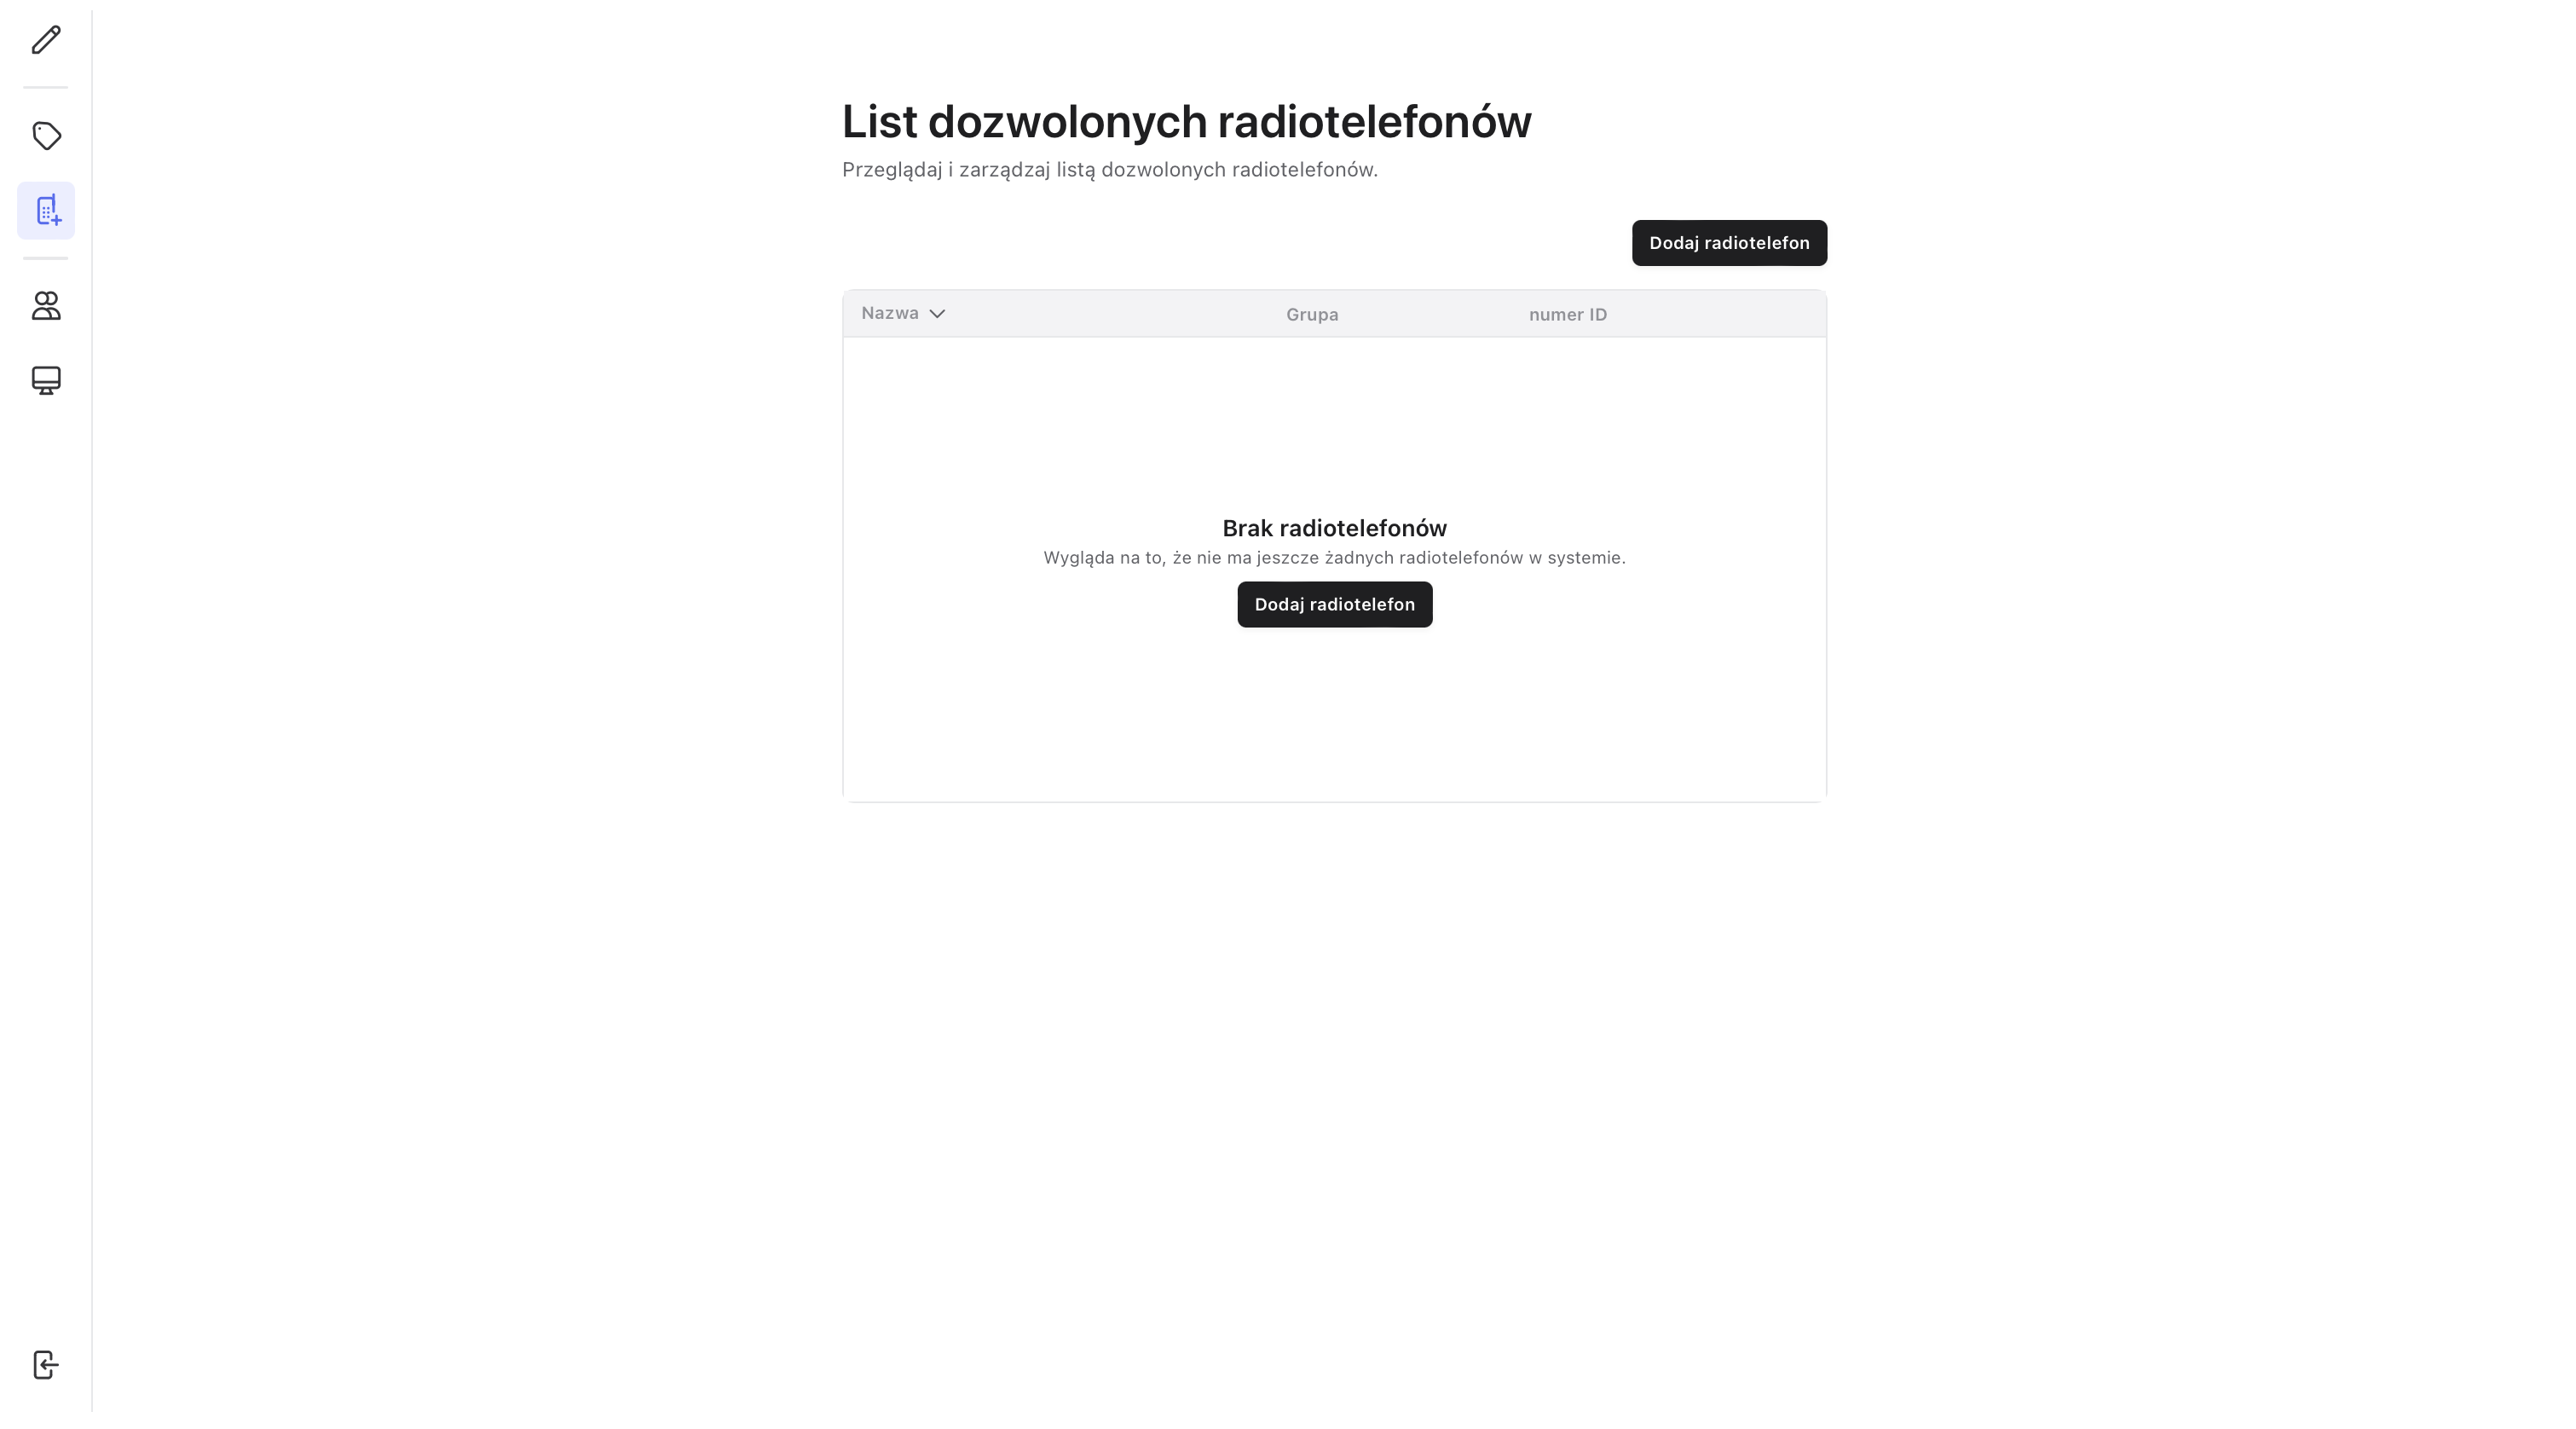 List dozwolonych radiotelefonów
Przeglądaj i zarządzaj listą dozwolonych radiotelefonów.
Dodaj radiotelefon
Nazwa Grupa numer ID
Brak radiotelefonów
Wygląda na to, że nie ma jeszcze żadnych radiotelefonów w systemie.
Dodaj radiotelefon